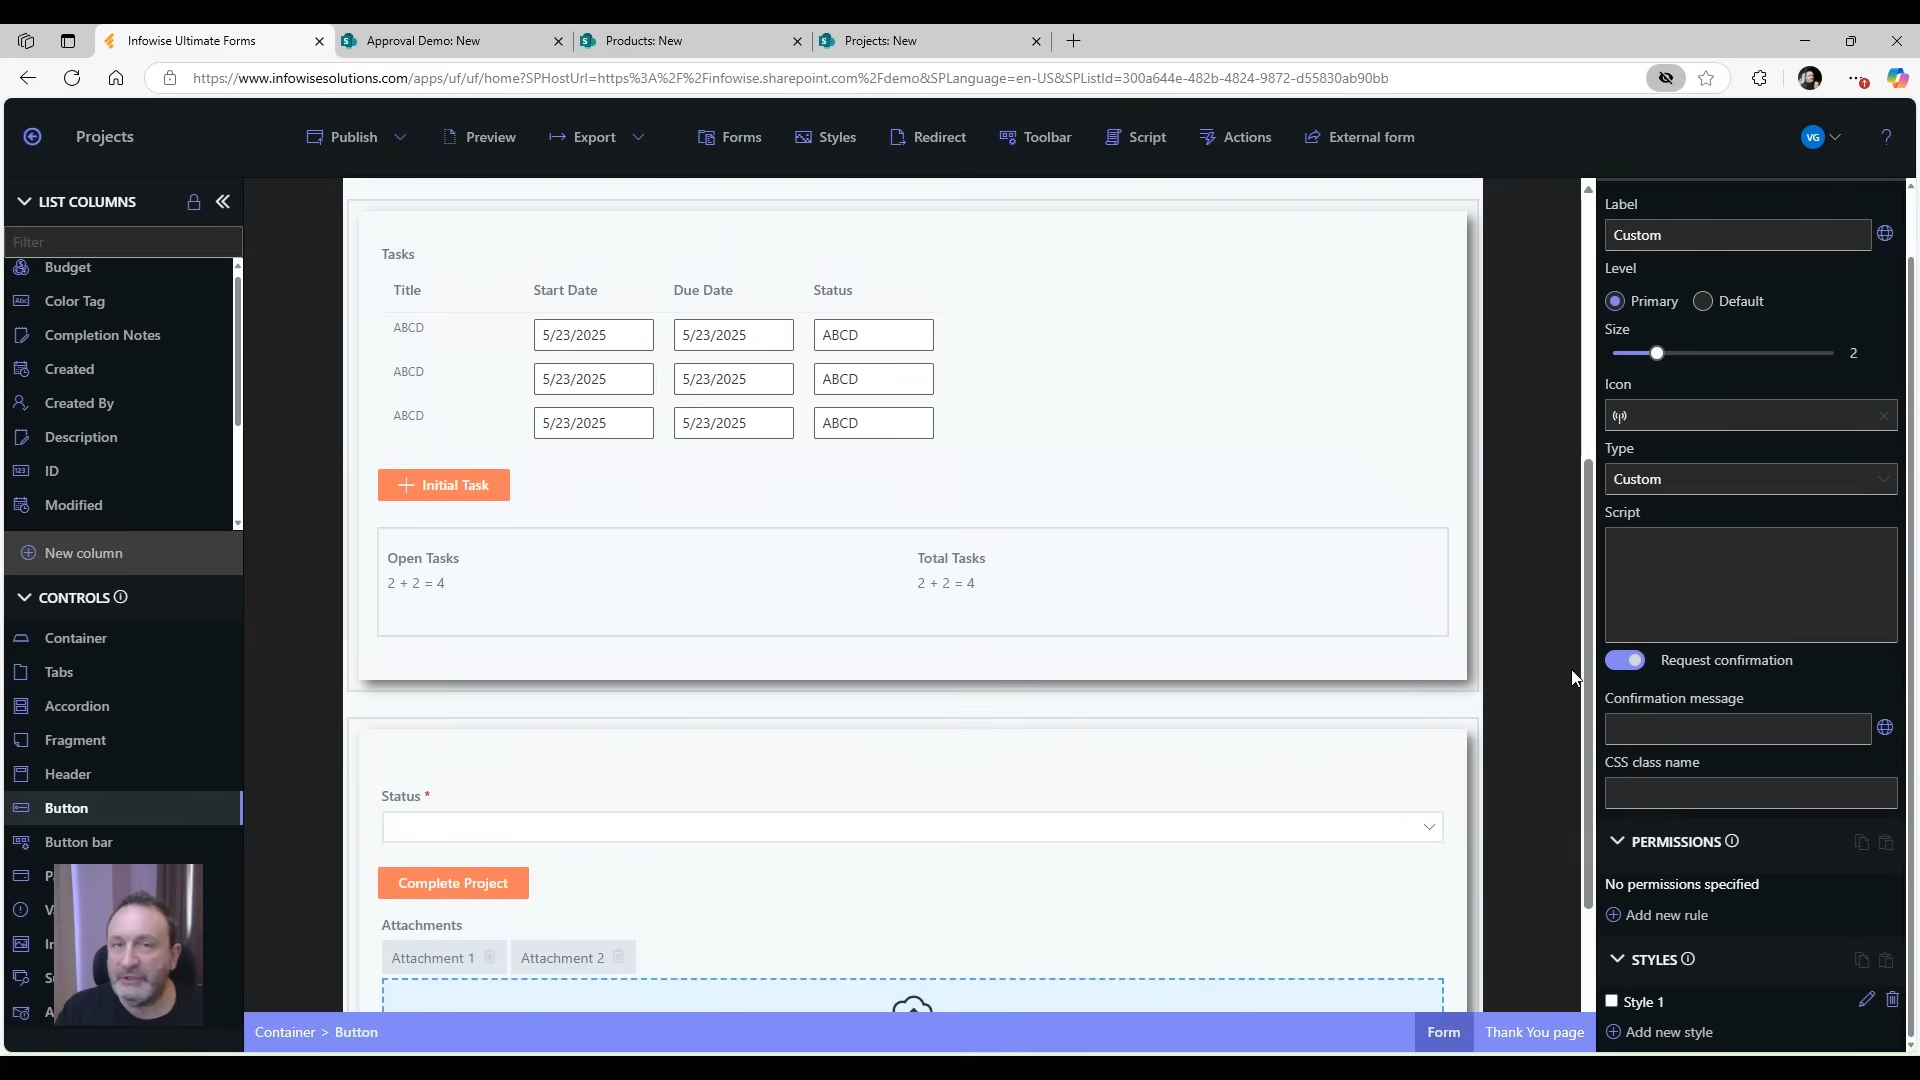 Infowise Ultimate Forms
Approval Demo: New
Products: New
Projects: New
https://www.infowisesolutions.com/apps/uf/uf/home?SPHostUrl=https%3A%2F%2Finfowise.sharepoint.com%2Fdemo&SPLanguage=en-US&SPListId=300a644e-482b-4824-9872-d55830ab90bb
Projects
Publish
Preview
Export
Forms
Styles
Redirect
Toolbar
Script
Actions
External form
VG
?
LIST COLUMNS
Filter
Budget
Color Tag
Completion Notes
Created
Created By
Description
ID
Modified
New column
CONTROLS
Container
Tabs
Accordion
Fragment
Header
Button
Button bar
Tasks
Title Start Date Due Date Status
ABCD 5/23/2025 5/23/2025 ABCD
ABCD 5/23/2025 5/23/2025 ABCD
ABCD 5/23/2025 5/23/2025 ABCD
Initial Task
Open Tasks Total Tasks
2 + 2 = 4 2 + 2 = 4
Status *
Complete Project
Attachments
Attachment 1 Attachment 2
Container > Button
Form
Thank You page
Label
Custom
Level
Primary Default
Size
2
Icon
Type
Custom
Script
Request confirmation
Confirmation message
CSS class name
PERMISSIONS
No permissions specified
Add new rule
STYLES
Style 1
Add new style